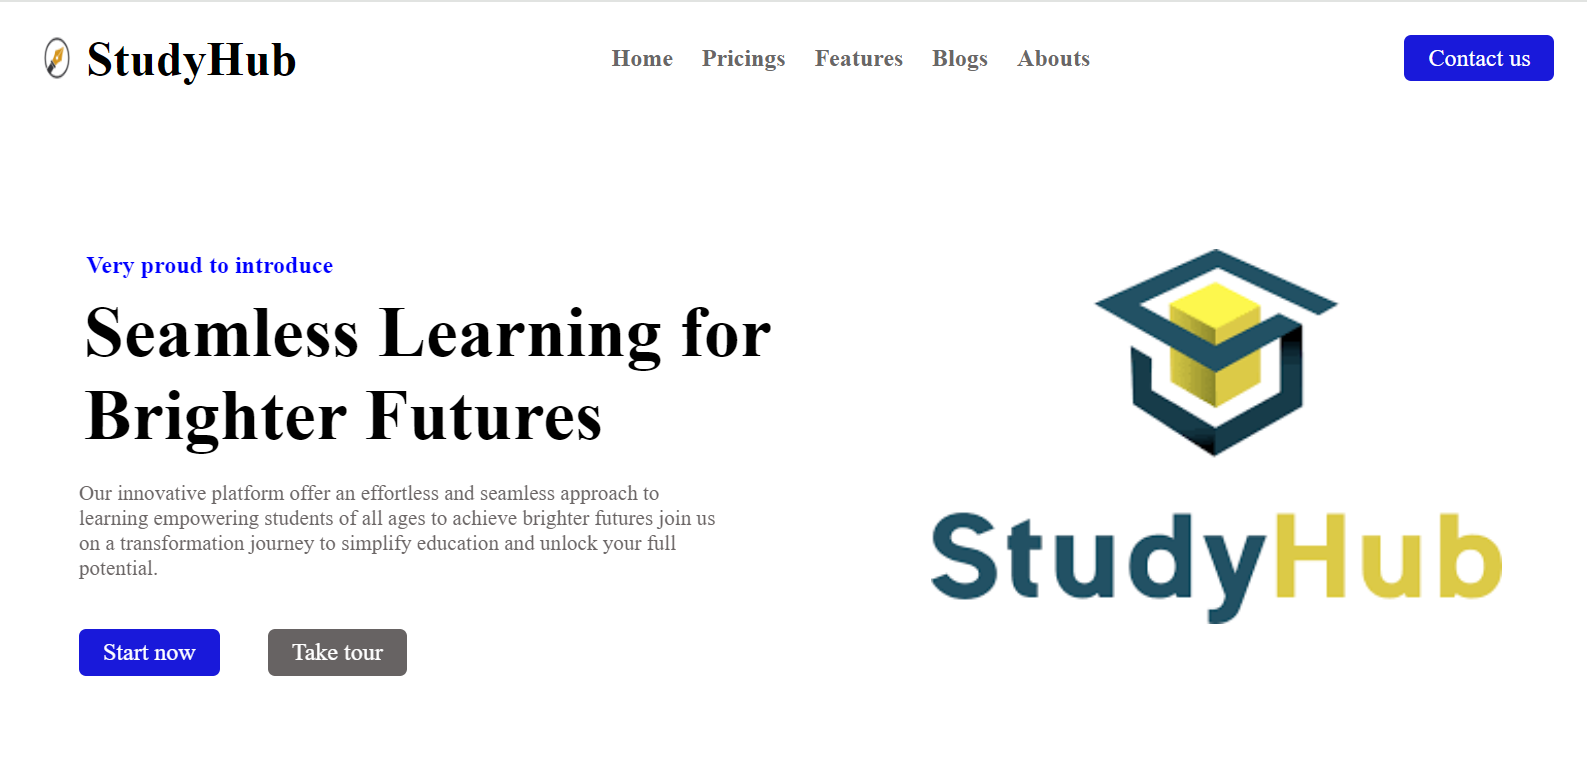 StudyHub
Home Pricings Features Blogs Abouts
Contact us
Very proud to introduce
Seamless Learning for
Brighter Futures
Our innovative platform offer an effortless and seamless approach to
learning empowering students of all ages to achieve brighter futures join us
on a transformation journey to simplify education and unlock your full
potential.
Start now
Take tour
StudyHub